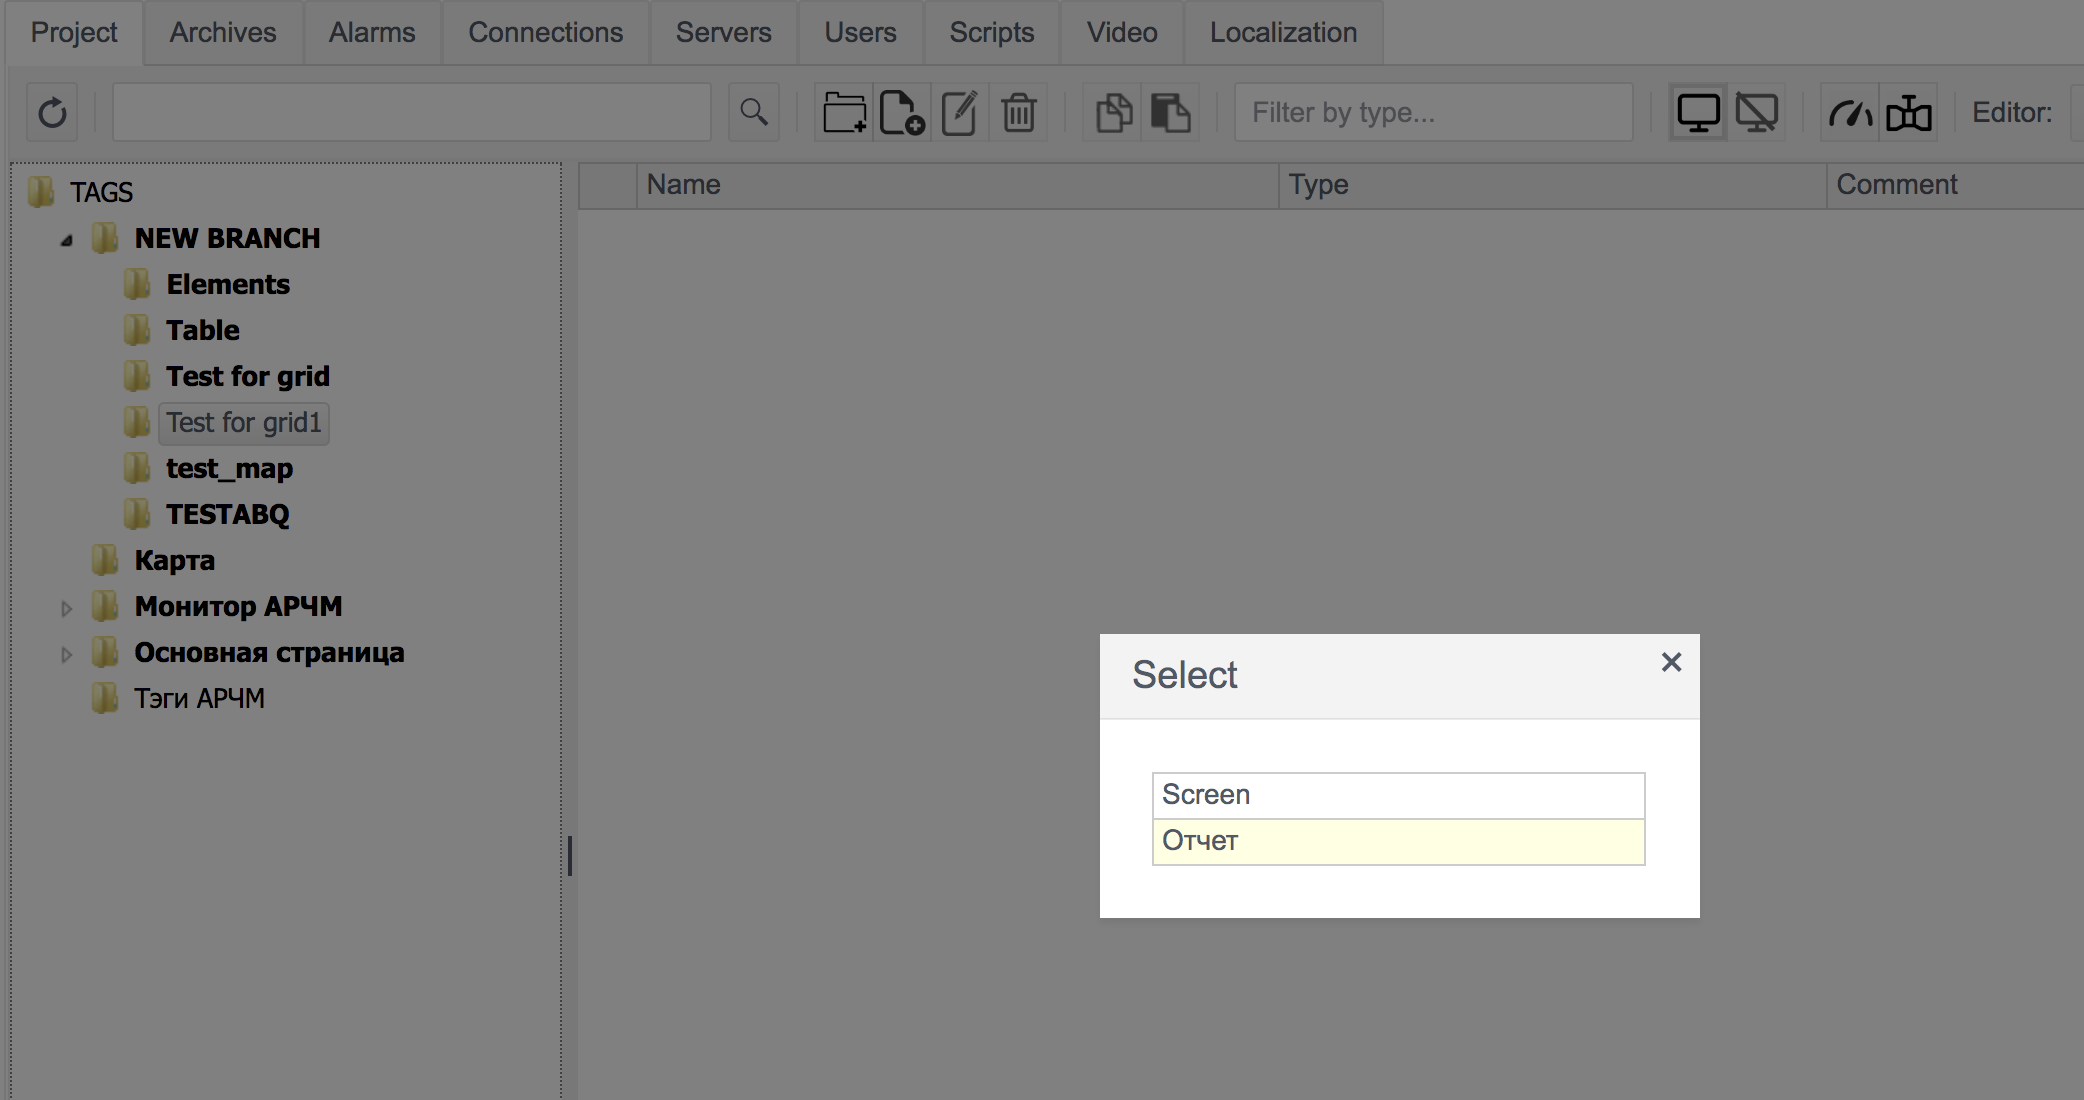 Project Archives Alarms Connections Servers Users Scripts Video Localization
Filter by type... Editor:
TAGS
NEW BRANCH
Elements
Table
Test for grid
Test for grid1
test_map
TESTABQ
Карта
Монитор АРЧМ
Основная страница
Тэги АРЧМ
Name Type Comment
Select
Screen
Отчет